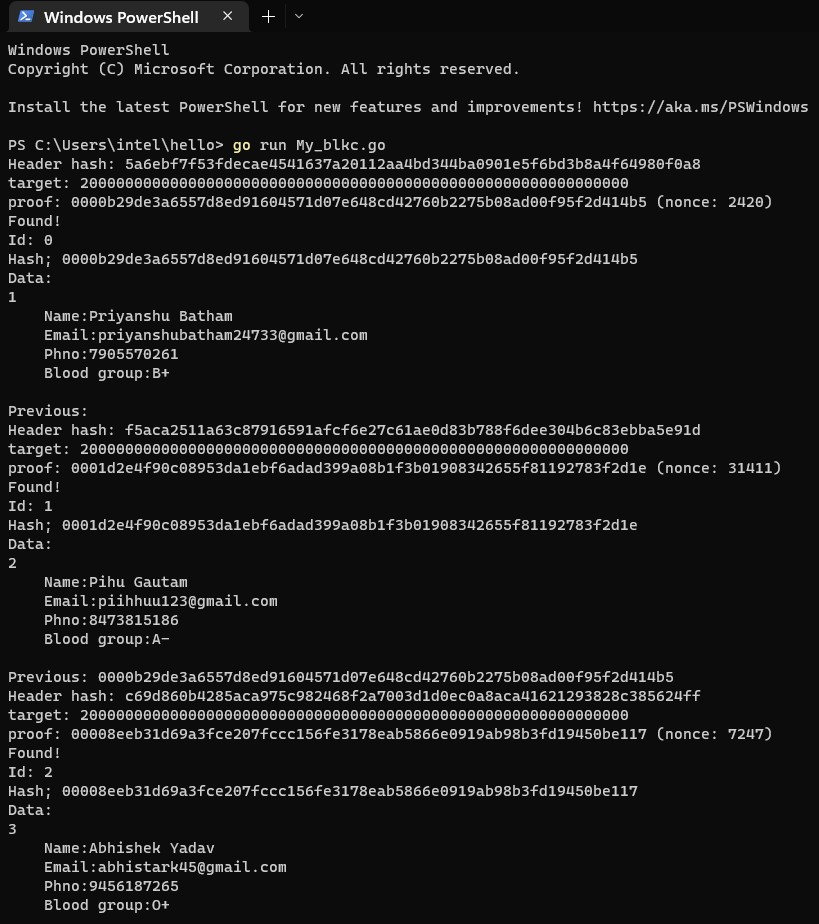 Windows PowerShell
Windows PowerShell
Copyright (C) Microsoft Corporation. All rights reserved.
Install the latest PowerShell for new features and improvements! https://aka.ms/PSWindows
PS C:\Users\intel\hello> go run My_blkc.go
Header hash: 5a6ebf7f53fdecae4541637a20112aa4bd344ba0901e5f6bd3b8a4f64980f0a8
target: 2000000000000000000000000000000000000000000000000000000000000
proof: 0000b29de3a6557d8ed91604571d07e648cd42760b2275b08ad00f95f2d414b5 (nonce: 2420)
Found!
Id: 0
Hash; 0000b29de3a6557d8ed91604571d07e648cd42760b2275b08ad00f95f2d414b5
Data:
1
    Name:Priyanshu Batham
    Email:priyanshubatham24733@gmail.com
    Phno:7905570261
    Blood group:B+
Previous:
Header hash: f5aca2511a63c87916591afcf6e27c61ae0d83b788f6dee304b6c83ebba5e91d
target: 2000000000000000000000000000000000000000000000000000000000000
proof: 0001d2e4f90c08953da1ebf6adad399a08b1f3b01908342655f81192783f2d1e (nonce: 31411)
Found!
Id: 1
Hash; 0001d2e4f90c08953da1ebf6adad399a08b1f3b01908342655f81192783f2d1e
Data:
2
    Name:Pihu Gautam
    Email:piihhuu123@gmail.com
    Phno:8473815186
    Blood group:A-
Previous: 0000b29de3a6557d8ed91604571d07e648cd42760b2275b08ad00f95f2d414b5
Header hash: c69d860b4285aca975c982468f2a7003d1d0ec0a8aca41621293828c385624ff
target: 2000000000000000000000000000000000000000000000000000000000000
proof: 00008eeb31d69a3fce207fccc156fe3178eab5866e0919ab98b3fd19450be117 (nonce: 7247)
Found!
Id: 2
Hash; 00008eeb31d69a3fce207fccc156fe3178eab5866e0919ab98b3fd19450be117
Data:
3
    Name:Abhishek Yadav
    Email:abhistark45@gmail.com
    Phno:9456187265
    Blood group:O+